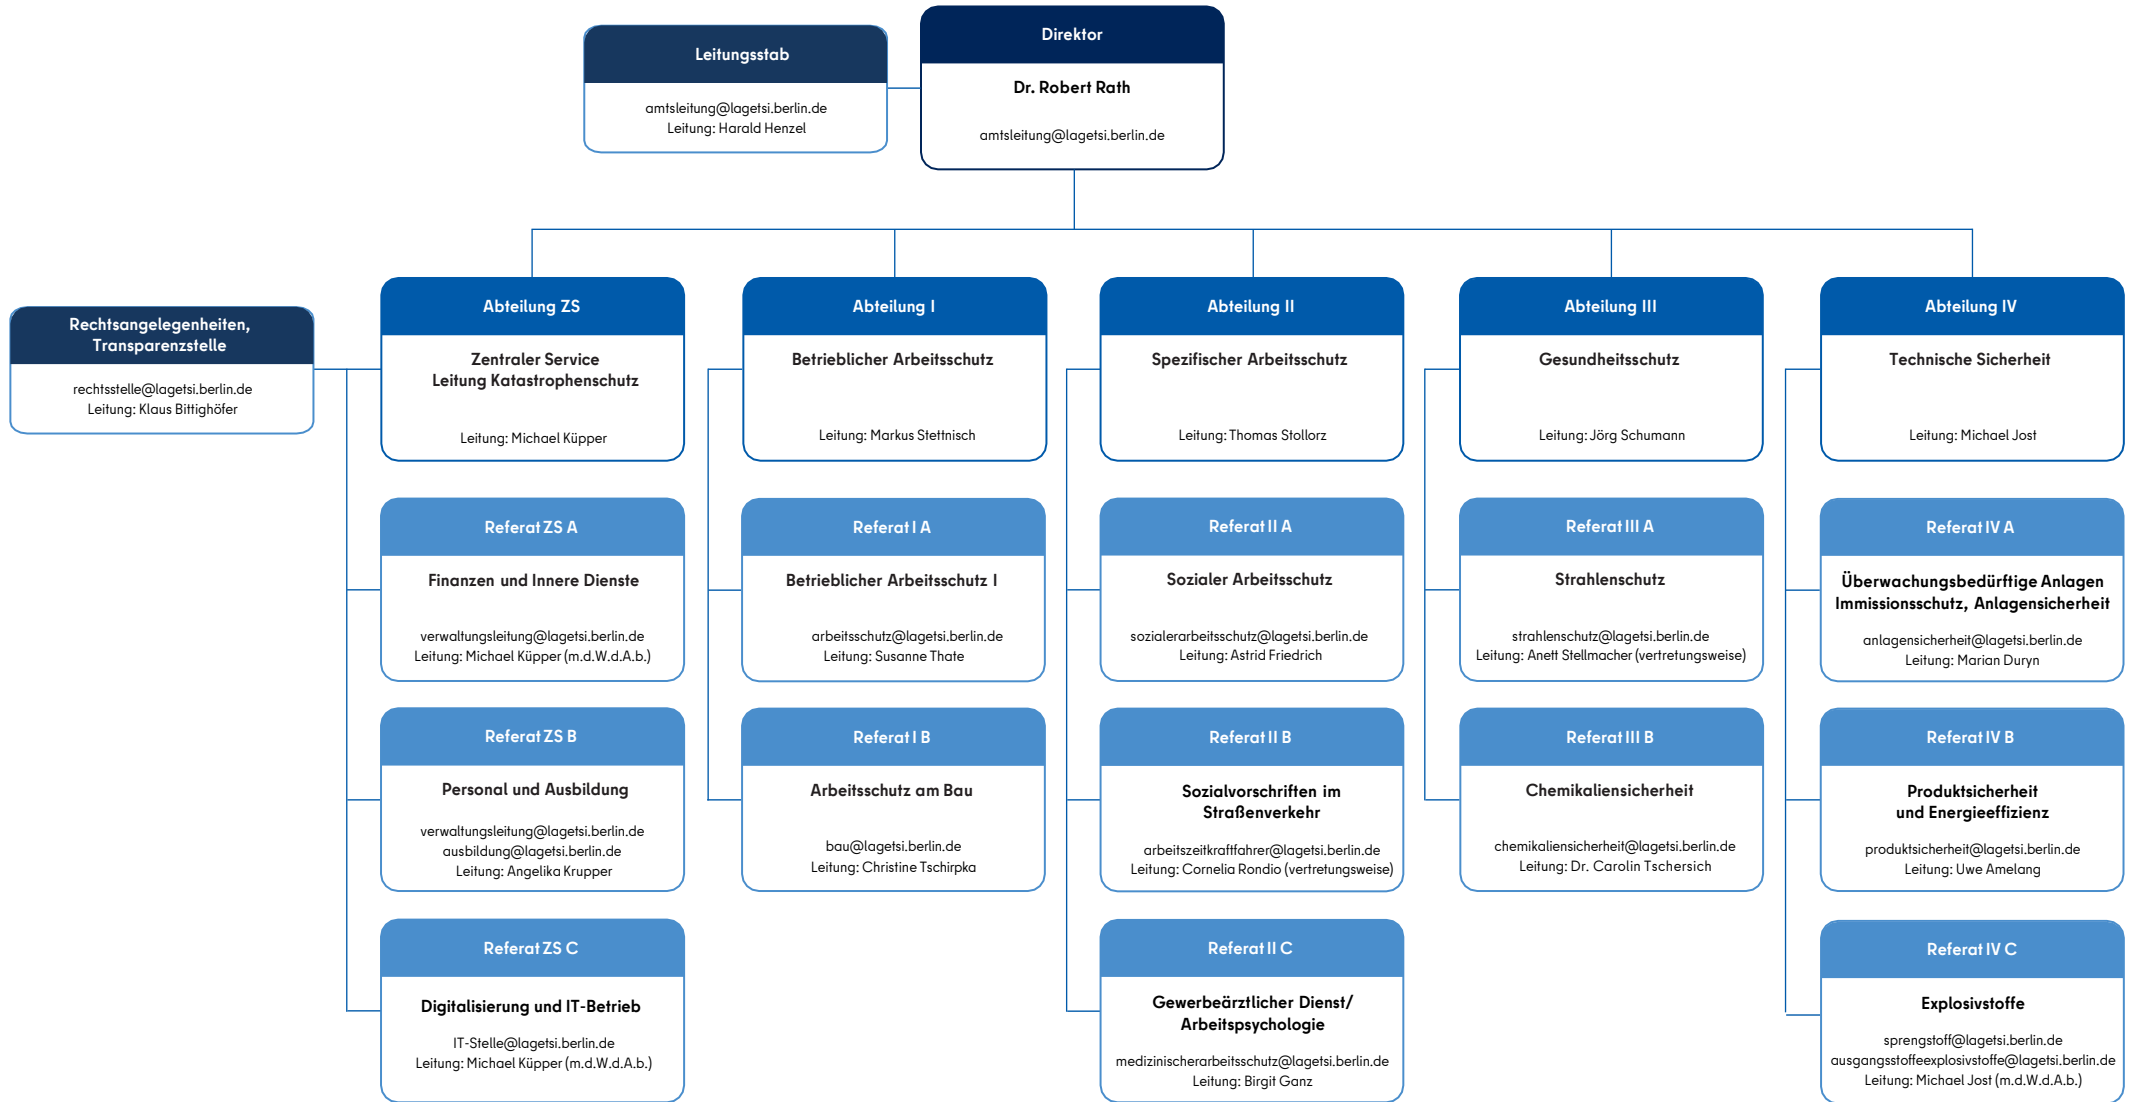 Leitungsstab
amtsleitung@lagetsi.berlin.de
Leitung: Harald Henzel
Direktor
Dr. Robert Rath
amtsleitung@lagetsi.berlin.de
Rechtsangelegenheiten,
Transparenzstelle
rechtsstelle@lagetsi.berlin.de
Leitung: Klaus Bittighöfer
Abteilung ZS
Zentraler Service
Leitung Katastrophenschutz
Leitung: Michael Küpper
Referat ZS A
Finanzen und Innere Dienste
verwaltungsleitung@lagetsi.berlin.de
Leitung: Michael Küpper (m.d.W.d.A.b.)
Referat ZS B
Personal und Ausbildung
verwaltungsleitung@lagetsi.berlin.de
ausbildung@lagetsi.berlin.de
Leitung: Angelika Krupper
Referat ZS C
Digitalisierung und IT-Betrieb
IT-Stelle@lagetsi.berlin.de
Leitung: Michael Küpper (m.d.W.d.A.b.)
Abteilung I
Betrieblicher Arbeitsschutz
Leitung: Markus Stettnisch
Referat I A
Betrieblicher Arbeitsschutz I
arbeitsschutz@lagetsi.berlin.de
Leitung: Susanne Thate
Referat I B
Arbeitsschutz am Bau
bau@lagetsi.berlin.de
Leitung: Christine Tschirpka
Abteilung II
Spezifischer Arbeitsschutz
Leitung: Thomas Stollorz
Referat II A
Sozialer Arbeitsschutz
sozialerarbeitsschutz@lagetsi.berlin.de
Leitung: Astrid Friedrich
Referat II B
Sozialvorschriften im
Straßenverkehr
arbeitszeitkraftfahrer@lagetsi.berlin.de
Leitung: Cornelia Rondio (vertretungsweise)
Referat II C
Gewerbeärztlicher Dienst/
Arbeitspsychologie
medizinischerarbeitsschutz@lagetsi.berlin.de
Leitung: Birgit Ganz
Abteilung III
Gesundheitsschutz
Leitung: Jörg Schumann
Referat III A
Strahlenschutz
strahlenschutz@lagetsi.berlin.de
Leitung: Anett Stellmacher (vertretungsweise)
Referat III B
Chemikaliensicherheit
chemikaliensicherheit@lagetsi.berlin.de
Leitung: Dr. Carolin Tschersich
Abteilung IV
Technische Sicherheit
Leitung: Michael Jost
Referat IV A
Überwachungsbedürftige Anlagen
Immissionsschutz, Anlagensicherheit
anlagensicherheit@lagetsi.berlin.de
Leitung: Marian Duryn
Referat IV B
Produktsicherheit
und Energieeffizienz
produktsicherheit@lagetsi.berlin.de
Leitung: Uwe Amelang
Referat IV C
Explosivstoffe
sprengstoff@lagetsi.berlin.de
ausgangsstoffeexplosivstoffe@lagetsi.berlin.de
Leitung: Michael Jost (m.d.W.d.A.b.)